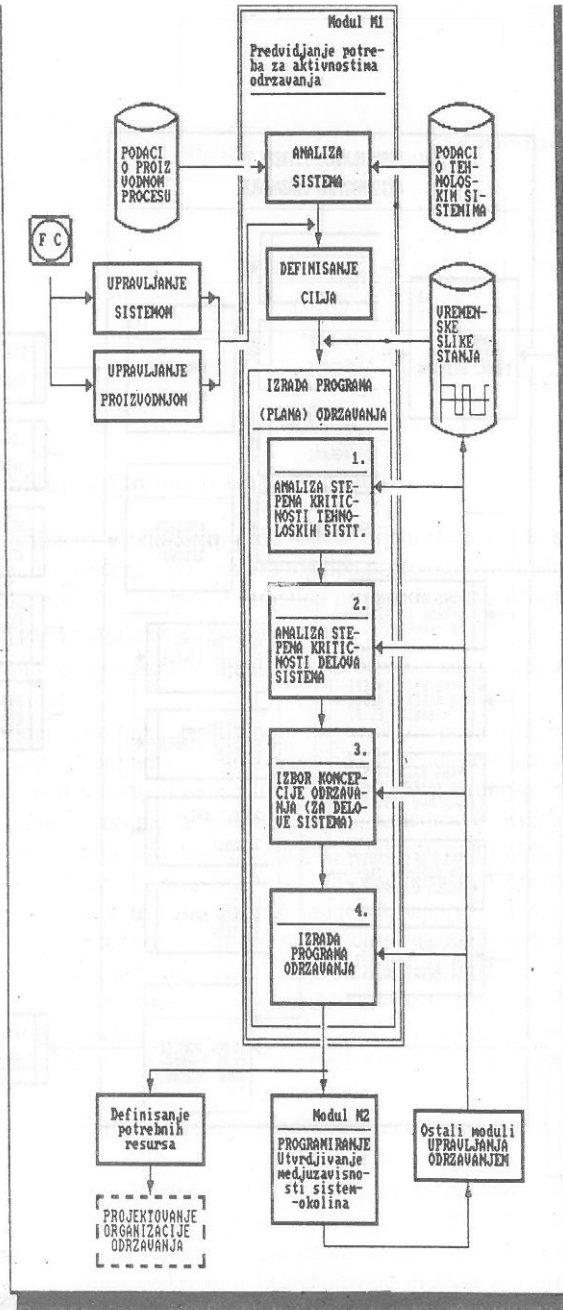 Modul M1
Predvidjanje potre-
ba za aktivnostima
odrzavanja
PODACI
O PROIZ
VODNOM
PROCESU
ANALIZA
SISTEMA
PODACI
O TEH-
NOLOS-
KIM SI-
STEMIMA
F C
UPRAVLJANJE
SISTEMOM
UPRAVLJANJE
PROIZVODNJOM
DEFINISANJE
CILJA
VREMEN-
SKE
SLIKE
STANJA
IZRADA PROGRAMA
(PLANA) ODRZAVANJA
1.
ANALIZA STE-
PENA KRITIC-
NOSTI TEHNO-
LOSKIH SISTT.
2.
ANALIZA STE-
PENA KRITIC-
NOSTI DELOVA
SISTEMA
3.
IZBOR KONCEP-
CIJE ODRZAVA-
NJA (ZA DELO-
VE SISTEMA)
4.
IZRADA
PROGRAMA
ODRZAVANJA
Definisanje
potrebnih
resursa
PROJEKTOVANJE
ORGANIZACIJE
ODRZAVANJA
Modul M2
PROGRAMIRANJE
Utvrdjivanje
medjuzavisno-
sti sistem-
-okolina
Ostali moduli
UPRAVLJANJA
ODRZAVANJEM